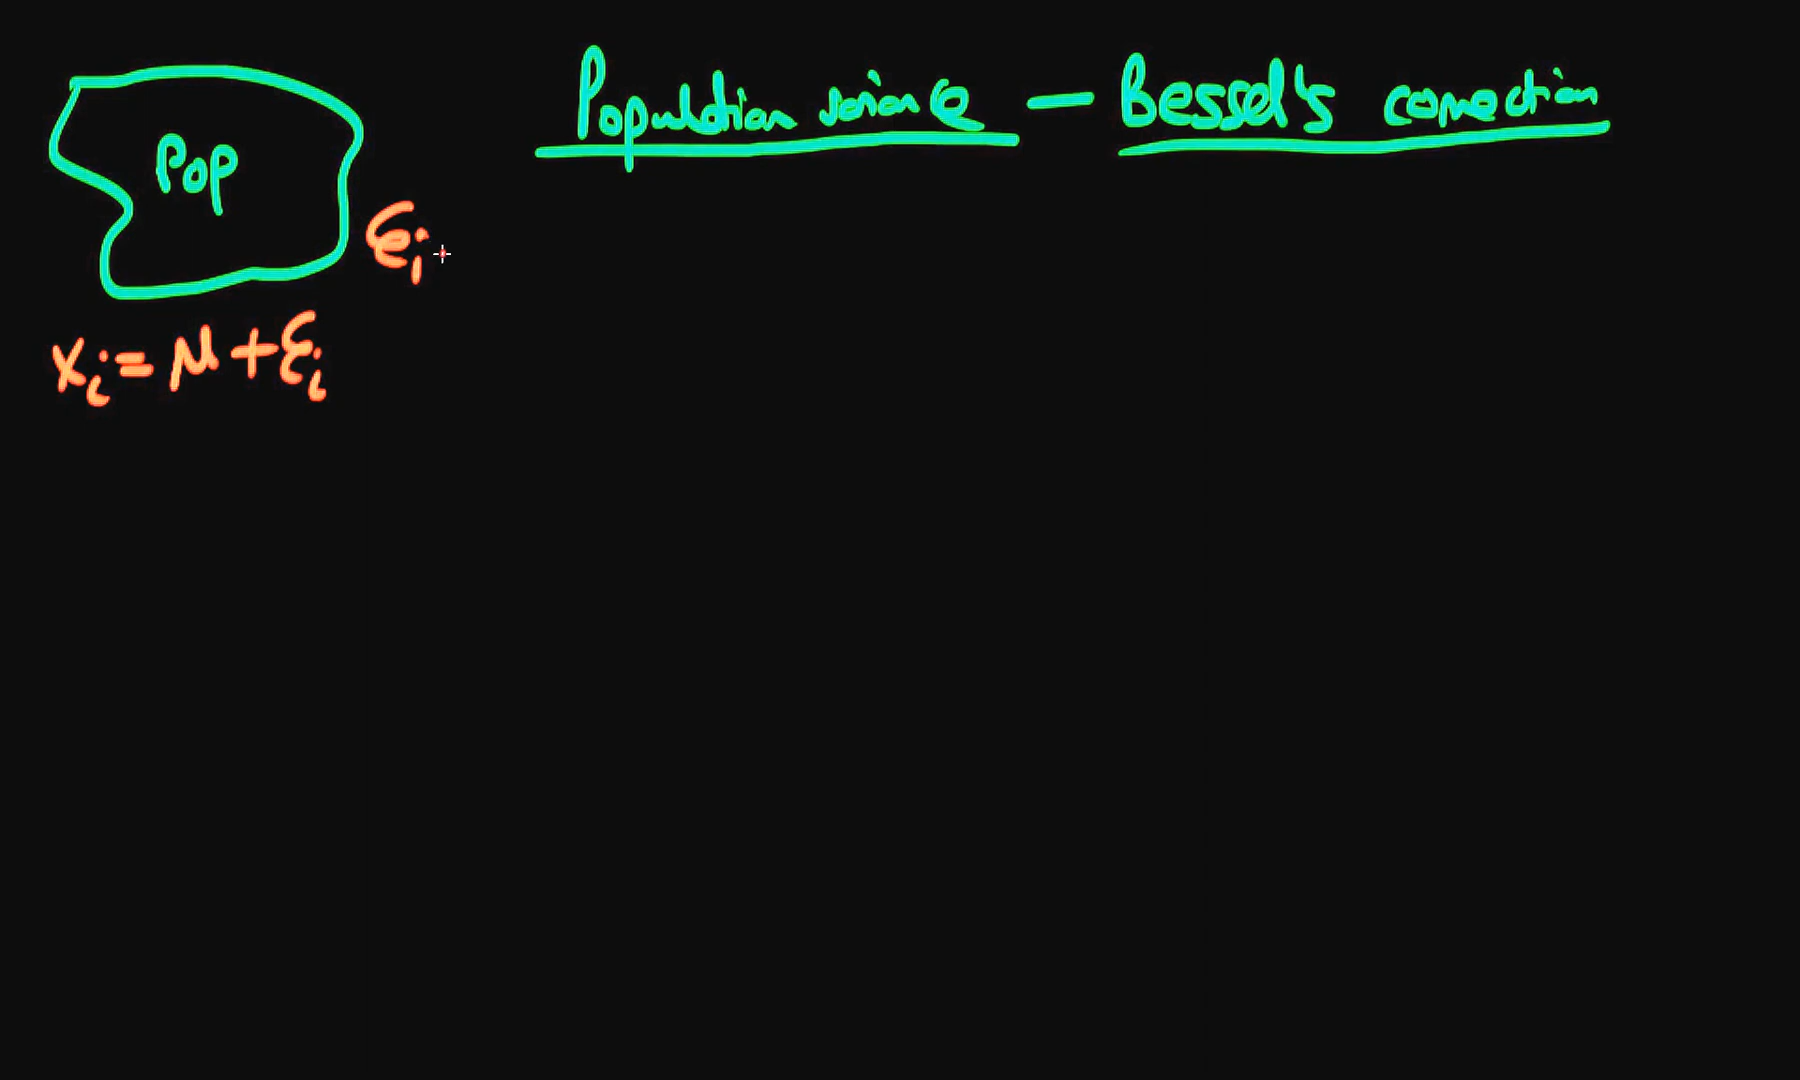 Population variance - Bessel's correction
Pop
εi
xi = μ + εi